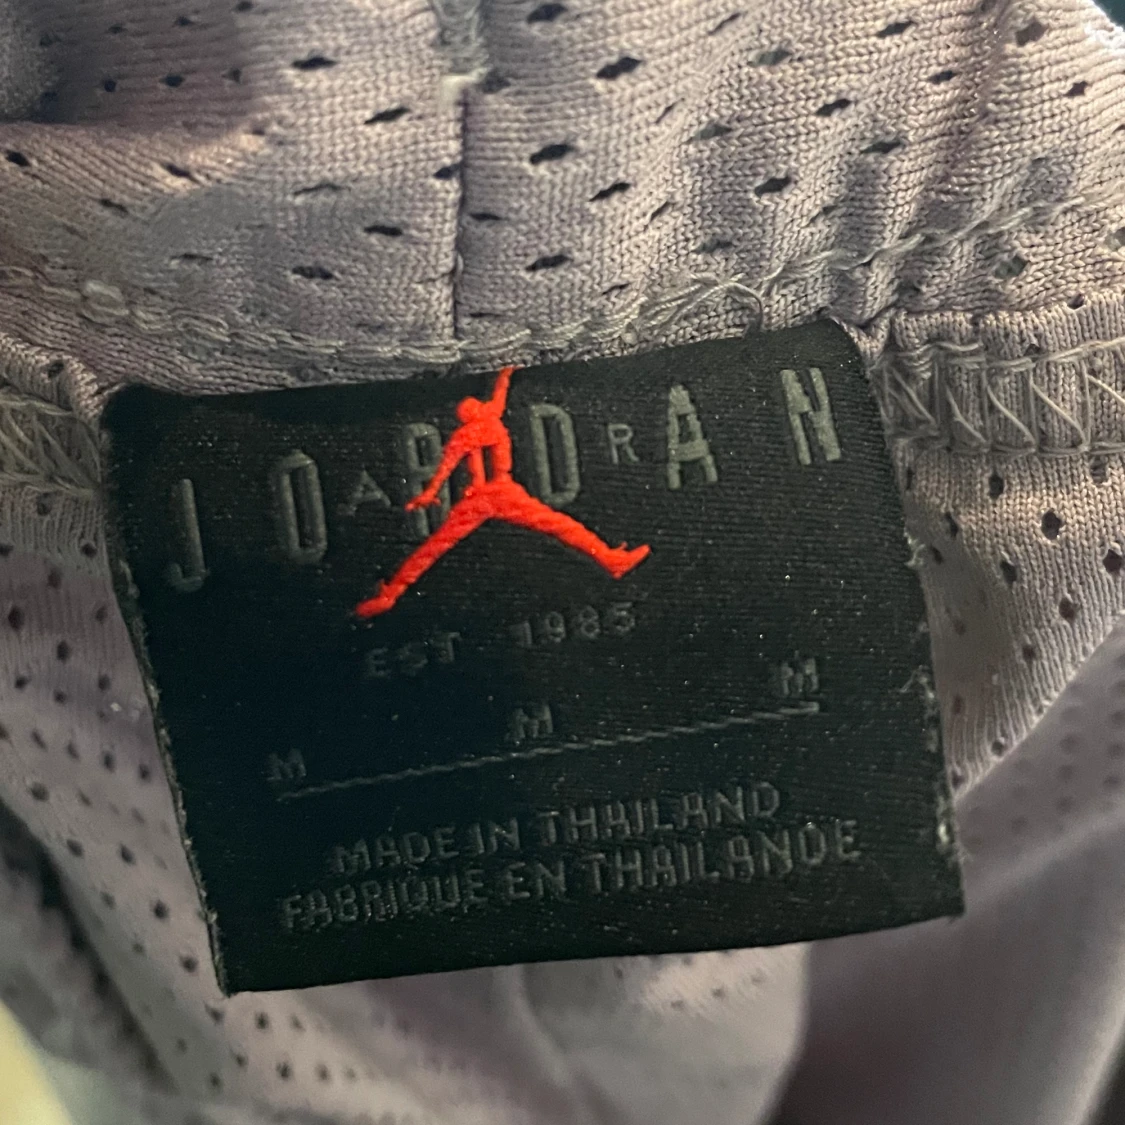 JORDAN
A R
EST 1985
M M M
MADE IN THAILAND
FABRIQUE EN THAILANDE